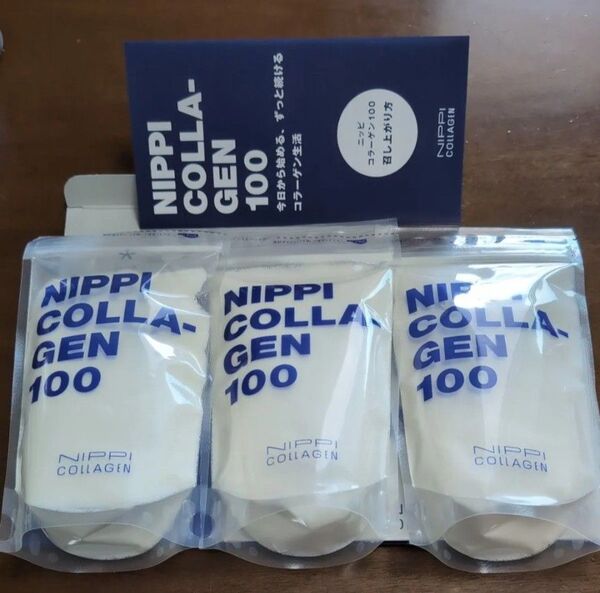 NIPPI
COLLA-
GEN
100
今日から始める、ずっと続ける
コラーゲン生活
ニッピ
コラーゲン100
召し上がり方
NIPPI
COLLAGEN
NIPPI
COLLA-
GEN
100
NIPPI
COLLAGEN
NIPPI
COLLA-
GEN
100
NIPPI
COLLAGEN
NIPPI
COLLA-
GEN
100
NIPPI
COLLAGEN